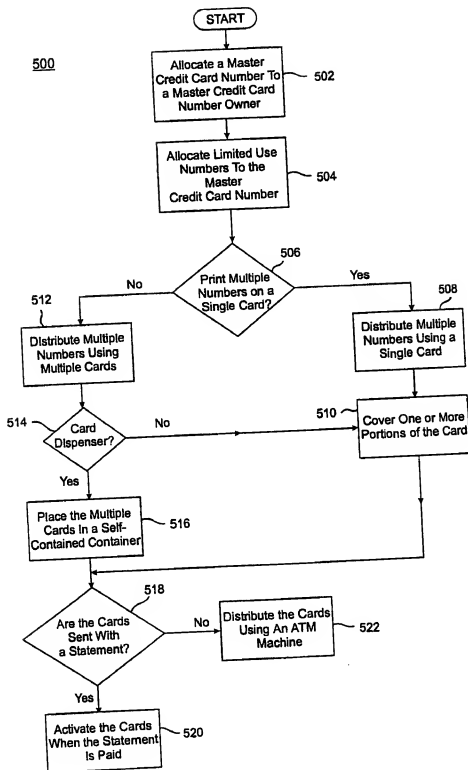 START
500
Allocate a Master
Credit Card Number To
a Master Credit Card
Number Owner
502
Allocate Limited Use
Numbers To the
Master
Credit Card Number
504
506
Print Multiple
Numbers on a
Single Card?
No
Yes
512
Distribute Multiple
Numbers Using
Multiple Cards
508
Distribute Multiple
Numbers Using a
Single Card
514
Card
Dispenser?
No
510
Cover One or More
Portions of the Card
Yes
Place the Multiple
Cards In a Self-
Contained Container
516
518
Are the Cards
Sent With
a Statement?
No
Distribute the Cards
Using An ATM
Machine
522
Yes
Activate the Cards
When the Statement
Is Paid
520